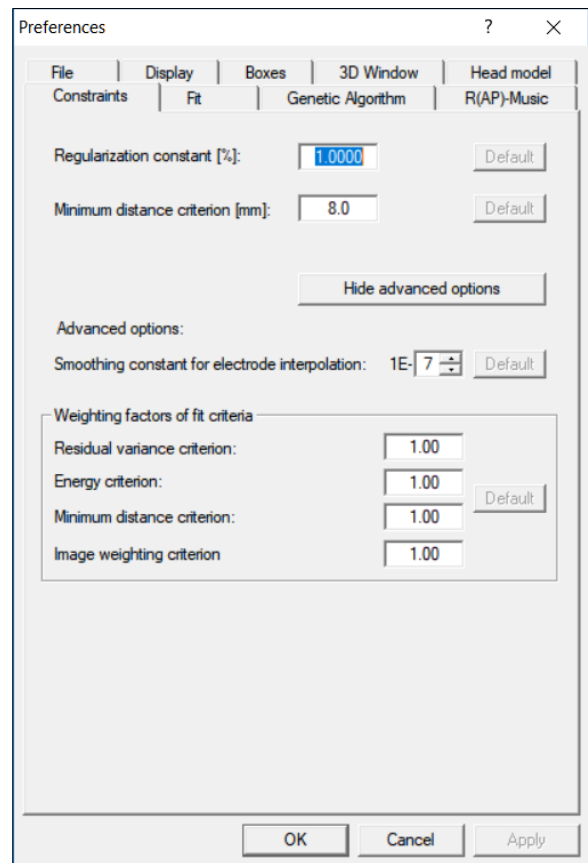 Preferences ? ×
File Display Boxes 3D Window Head model
Constraints Fit Genetic Algorithm R(AP)-Music
Regularization constant [%]: 1.0000 Default
Minimum distance criterion [mm]: 8.0 Default
Hide advanced options
Advanced options:
Smoothing constant for electrode interpolation: 1E- 7 Default
Weighting factors of fit criteria
Residual variance criterion: 1.00
Energy criterion: 1.00
Default
Minimum distance criterion: 1.00
Image weighting criterion 1.00
OK Cancel Apply